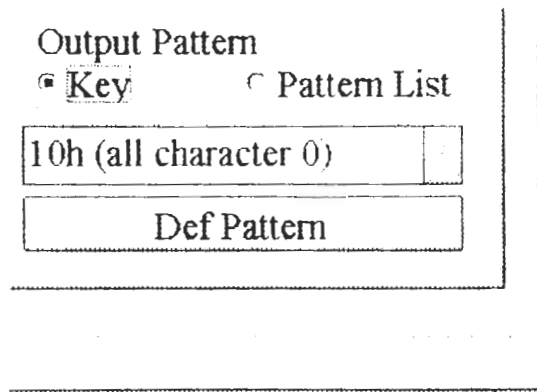 Output Pattern
Key Pattern List
10h (all character 0)
Def Pattern